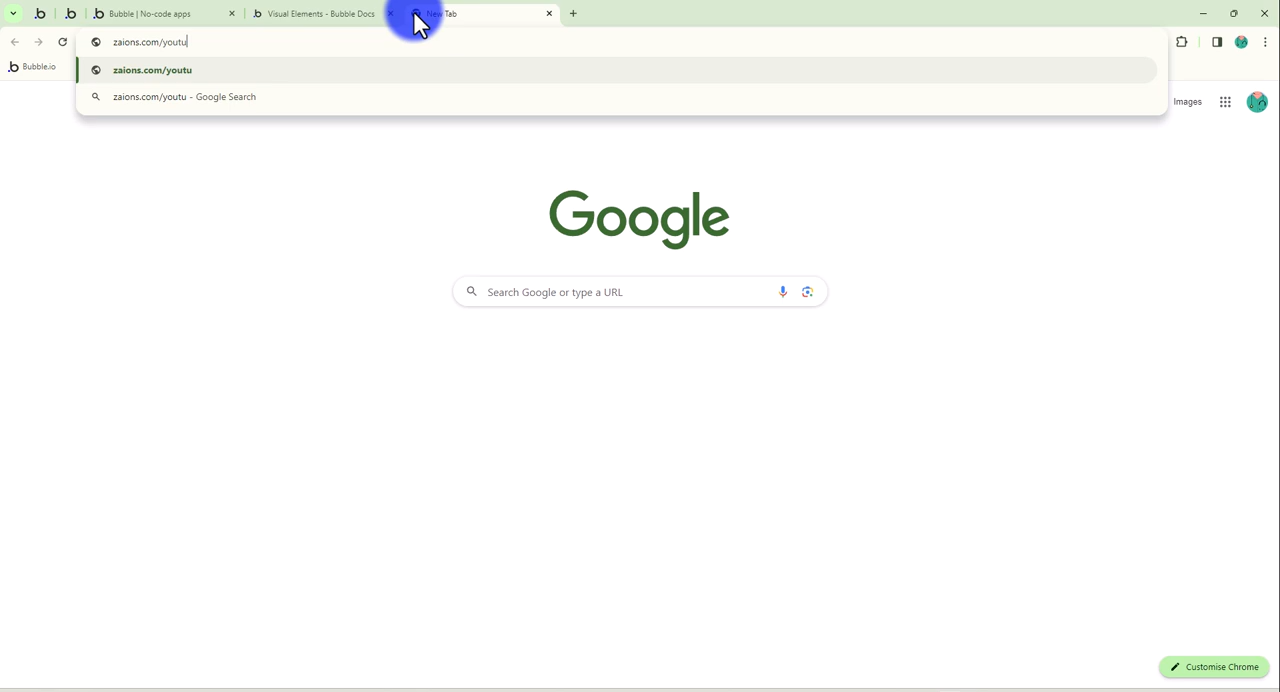 Bubble | No-code apps
Visual Elements - Bubble Docs
New Tab
zaions.com/youtu
Bubble.io
zaions.com/youtu
zaions.com/youtu - Google Search
Images
Google
Search Google or type a URL
Customise Chrome